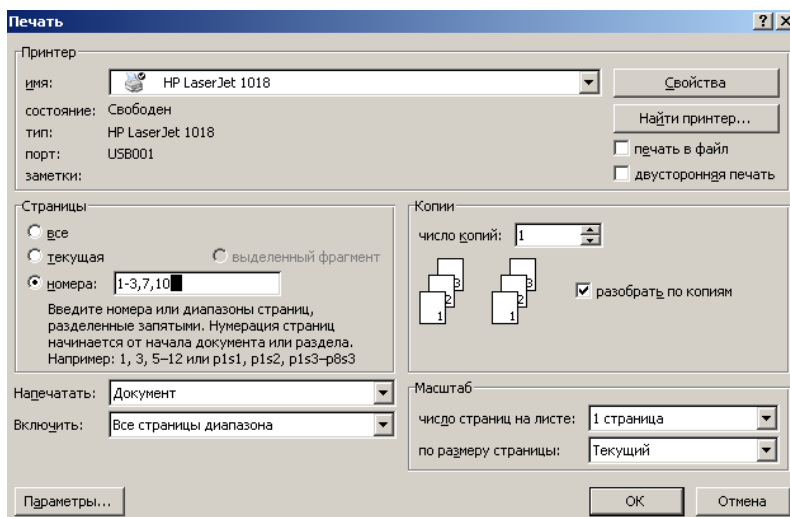 Печать
Принтер
имя: HP LaserJet 1018 Свойства
состояние: Свободен
Найти принтер...
тип: HP LaserJet 1018
порт: USB001
печать в файл
заметки:
двусторонняя печать
Страницы
все
текущая выделенный фрагмент
номера: 1-3,7,10
Введите номера или диапазоны страниц,
разделенные запятыми. Нумерация страниц
начинается от начала документа или раздела.
Например: 1, 3, 5–12 или p1s1, p1s2, p1s3–p8s3
Копии
число копий: 1
3 3
2 2
1 1
разобрать по копиям
Напечатать: Документ
Включить: Все страницы диапазона
Масштаб
число страниц на листе: 1 страница
по размеру страницы: Текущий
Параметры... OK Отмена